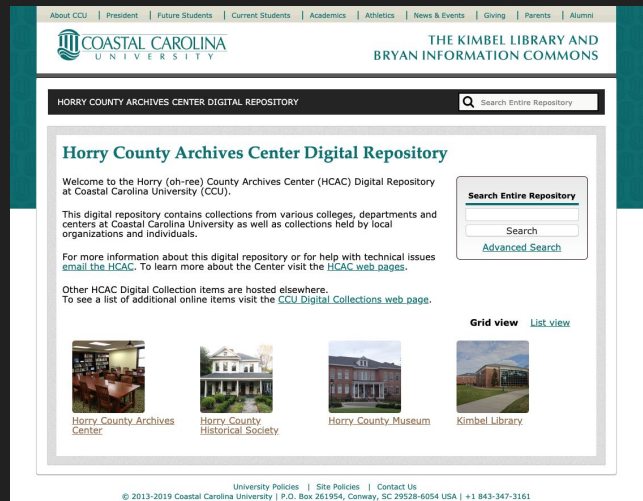 About CCU | President | Future Students | Current Students | Academics | Athletics | News & Events | Giving | Parents | Alumni
COASTAL CAROLINA
UNIVERSITY
THE KIMBEL LIBRARY AND
BRYAN INFORMATION COMMONS
HORRY COUNTY ARCHIVES CENTER DIGITAL REPOSITORY
Search Entire Repository
Horry County Archives Center Digital Repository
Welcome to the Horry (oh-ree) County Archives Center (HCAC) Digital Repository
at Coastal Carolina University (CCU).
This digital repository contains collections from various colleges, departments and
centers at Coastal Carolina University as well as collections held by local
organizations and individuals.
For more information about this digital repository or for help with technical issues
email the HCAC. To learn more about the Center visit the HCAC web pages.
Other HCAC Digital Collection items are hosted elsewhere.
To see a list of additional online items visit the CCU Digital Collections web page.
Search Entire Repository
Search
Advanced Search
Grid view List view
Horry County Archives
Center
Horry County
Historical Society
Horry County Museum
Kimbel Library
University Policies | Site Policies | Contact Us
© 2013-2019 Coastal Carolina University | P.O. Box 261954, Conway, SC 29528-6054 USA | +1 843-347-3161